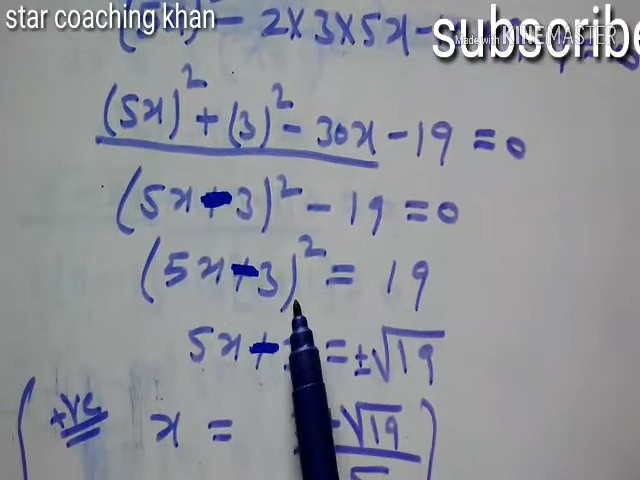 star coaching khan
subscribe
Made with KINEMASTER
- 2×3×5x -
(5x)² + (3)² - 30x - 19 = 0
(5x - 3)² - 19 = 0
(5x - 3)² = 19
5x - = ±√19
+ve x = √19